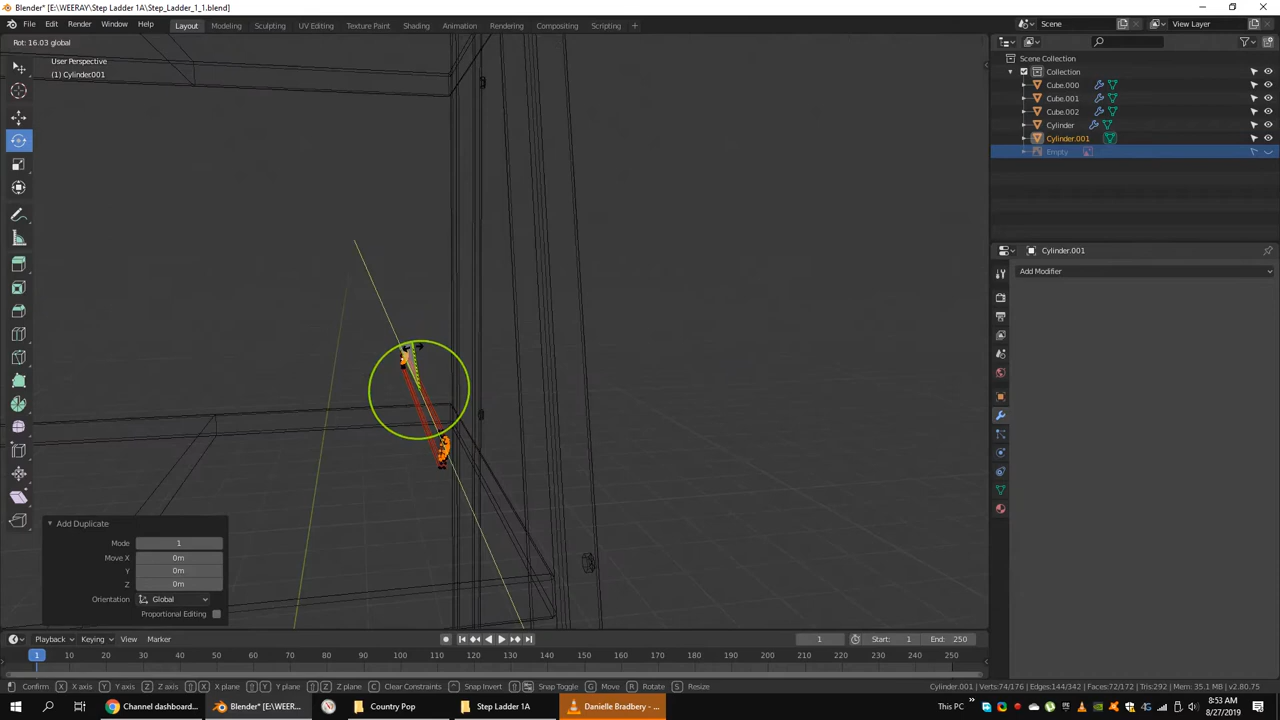 Blender* [E:\WEERAY\Step Ladder 1A\Step_Ladder_1_1.blend]
File Edit Render Window Help Layout Modeling Sculpting UV Editing Texture Paint Shading Animation Rendering Compositing Scripting + Scene View Layer
Rot: 16.03 global
User Perspective
(1) Cylinder.001
Scene Collection
Collection
Cube.000
Cube.001
Cube.002
Cylinder
Cylinder.001
Empty
Cylinder.001
Add Modifier
Add Duplicate
Mode 1
Move X 0m
Y 0m
Z 0m
Orientation Global
Proportional Editing
Playback Keying View Marker 1 Start: 1 End: 250
1 10 20 30 40 50 60 70 80 90 100 110 120 130 140 150 160 170 180 190 200 210 220 230 240 250
Confirm X X axis Y Y axis Z Z axis X X plane Y Y plane Z Z plane C Clear Constraints ^ Snap Invert Snap Toggle G Move R Rotate S Resize Cylinder.001 | Verts:74/176 | Edges:144/342 | Faces:72/172 | Tris:292 | Mem: 35.1 MB | v2.80.75
Channel dashboard... Blender* [E:\WEER... Country Pop Step Ladder 1A Danielle Bradbery - ... This PC 8:53 AM
8/27/2019